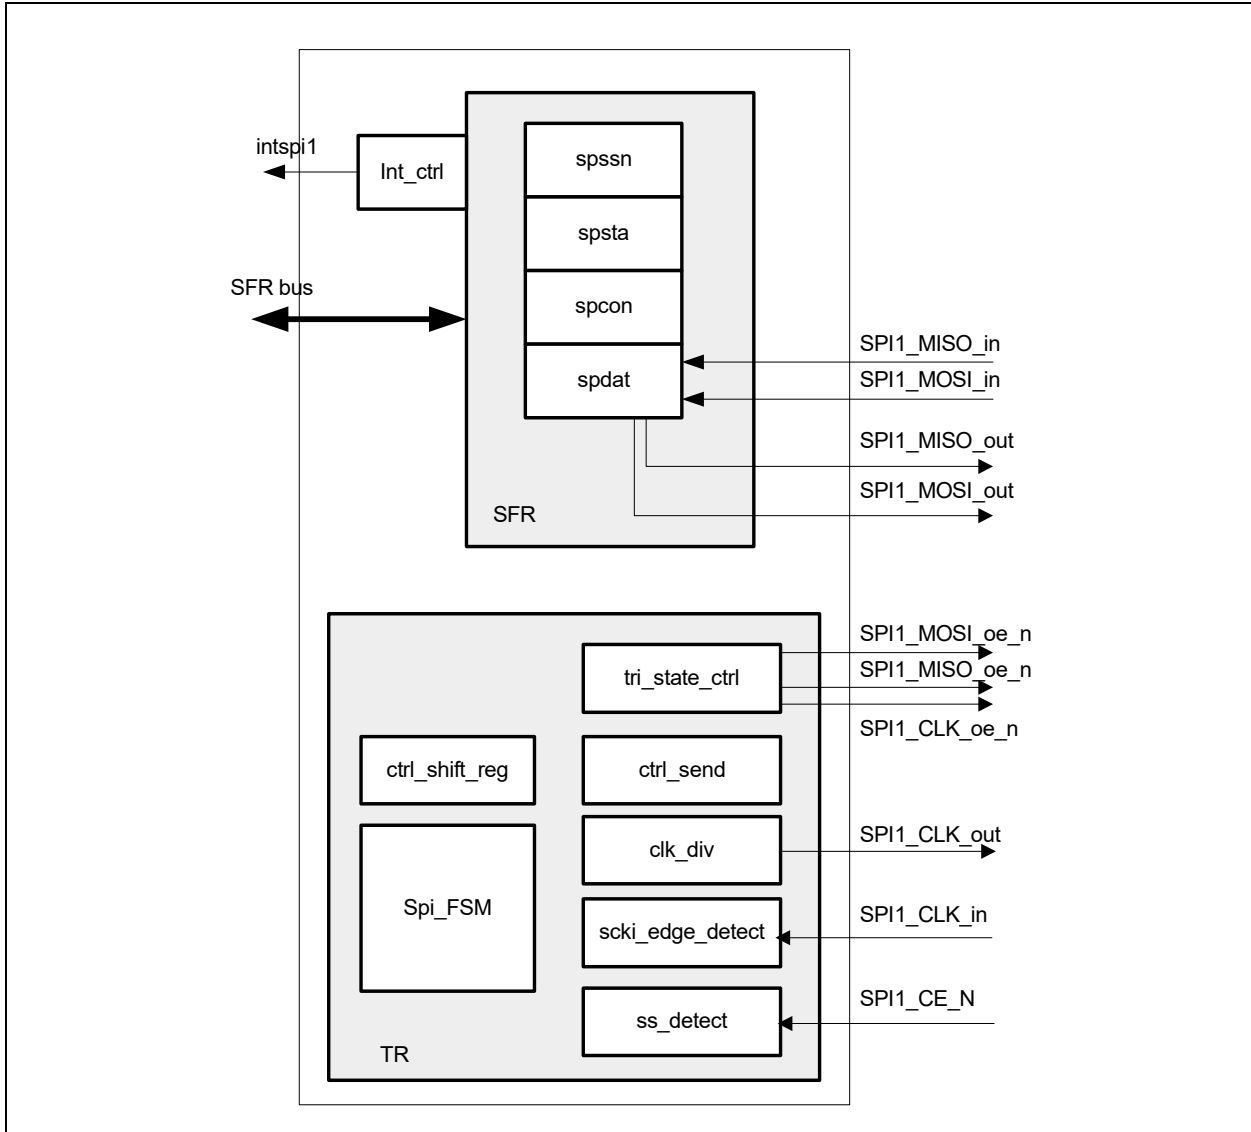 intspi1
Int_ctrl
spssn
spsta
SFR bus
spcon
spdat
SPI1_MISO_in
SPI1_MOSI_in
SPI1_MISO_out
SPI1_MOSI_out
SFR
SPI1_MOSI_oe_n
tri_state_ctrl
SPI1_MISO_oe_n
SPI1_CLK_oe_n
ctrl_shift_reg
ctrl_send
clk_div
SPI1_CLK_out
Spi_FSM
scki_edge_detect
SPI1_CLK_in
ss_detect
SPI1_CE_N
TR